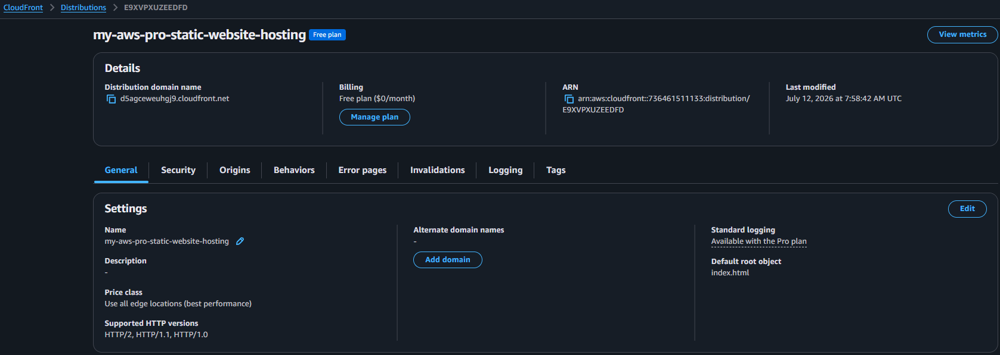 CloudFront > Distributions > E9XVPXUZEEDFD
my-aws-pro-static-website-hosting Free plan
View metrics
Details
Distribution domain name
d5agceweuhgj9.cloudfront.net
Billing
Free plan ($0/month)
Manage plan
ARN
arn:aws:cloudfront::736461511133:distribution/
E9XVPXUZEEDFD
Last modified
July 12, 2026 at 7:58:42 AM UTC
General
Security
Origins
Behaviors
Error pages
Invalidations
Logging
Tags
Settings
Edit
Name
my-aws-pro-static-website-hosting
Description
-
Price class
Use all edge locations (best performance)
Supported HTTP versions
HTTP/2, HTTP/1.1, HTTP/1.0
Alternate domain names
-
Add domain
Standard logging
Available with the Pro plan
Default root object
index.html